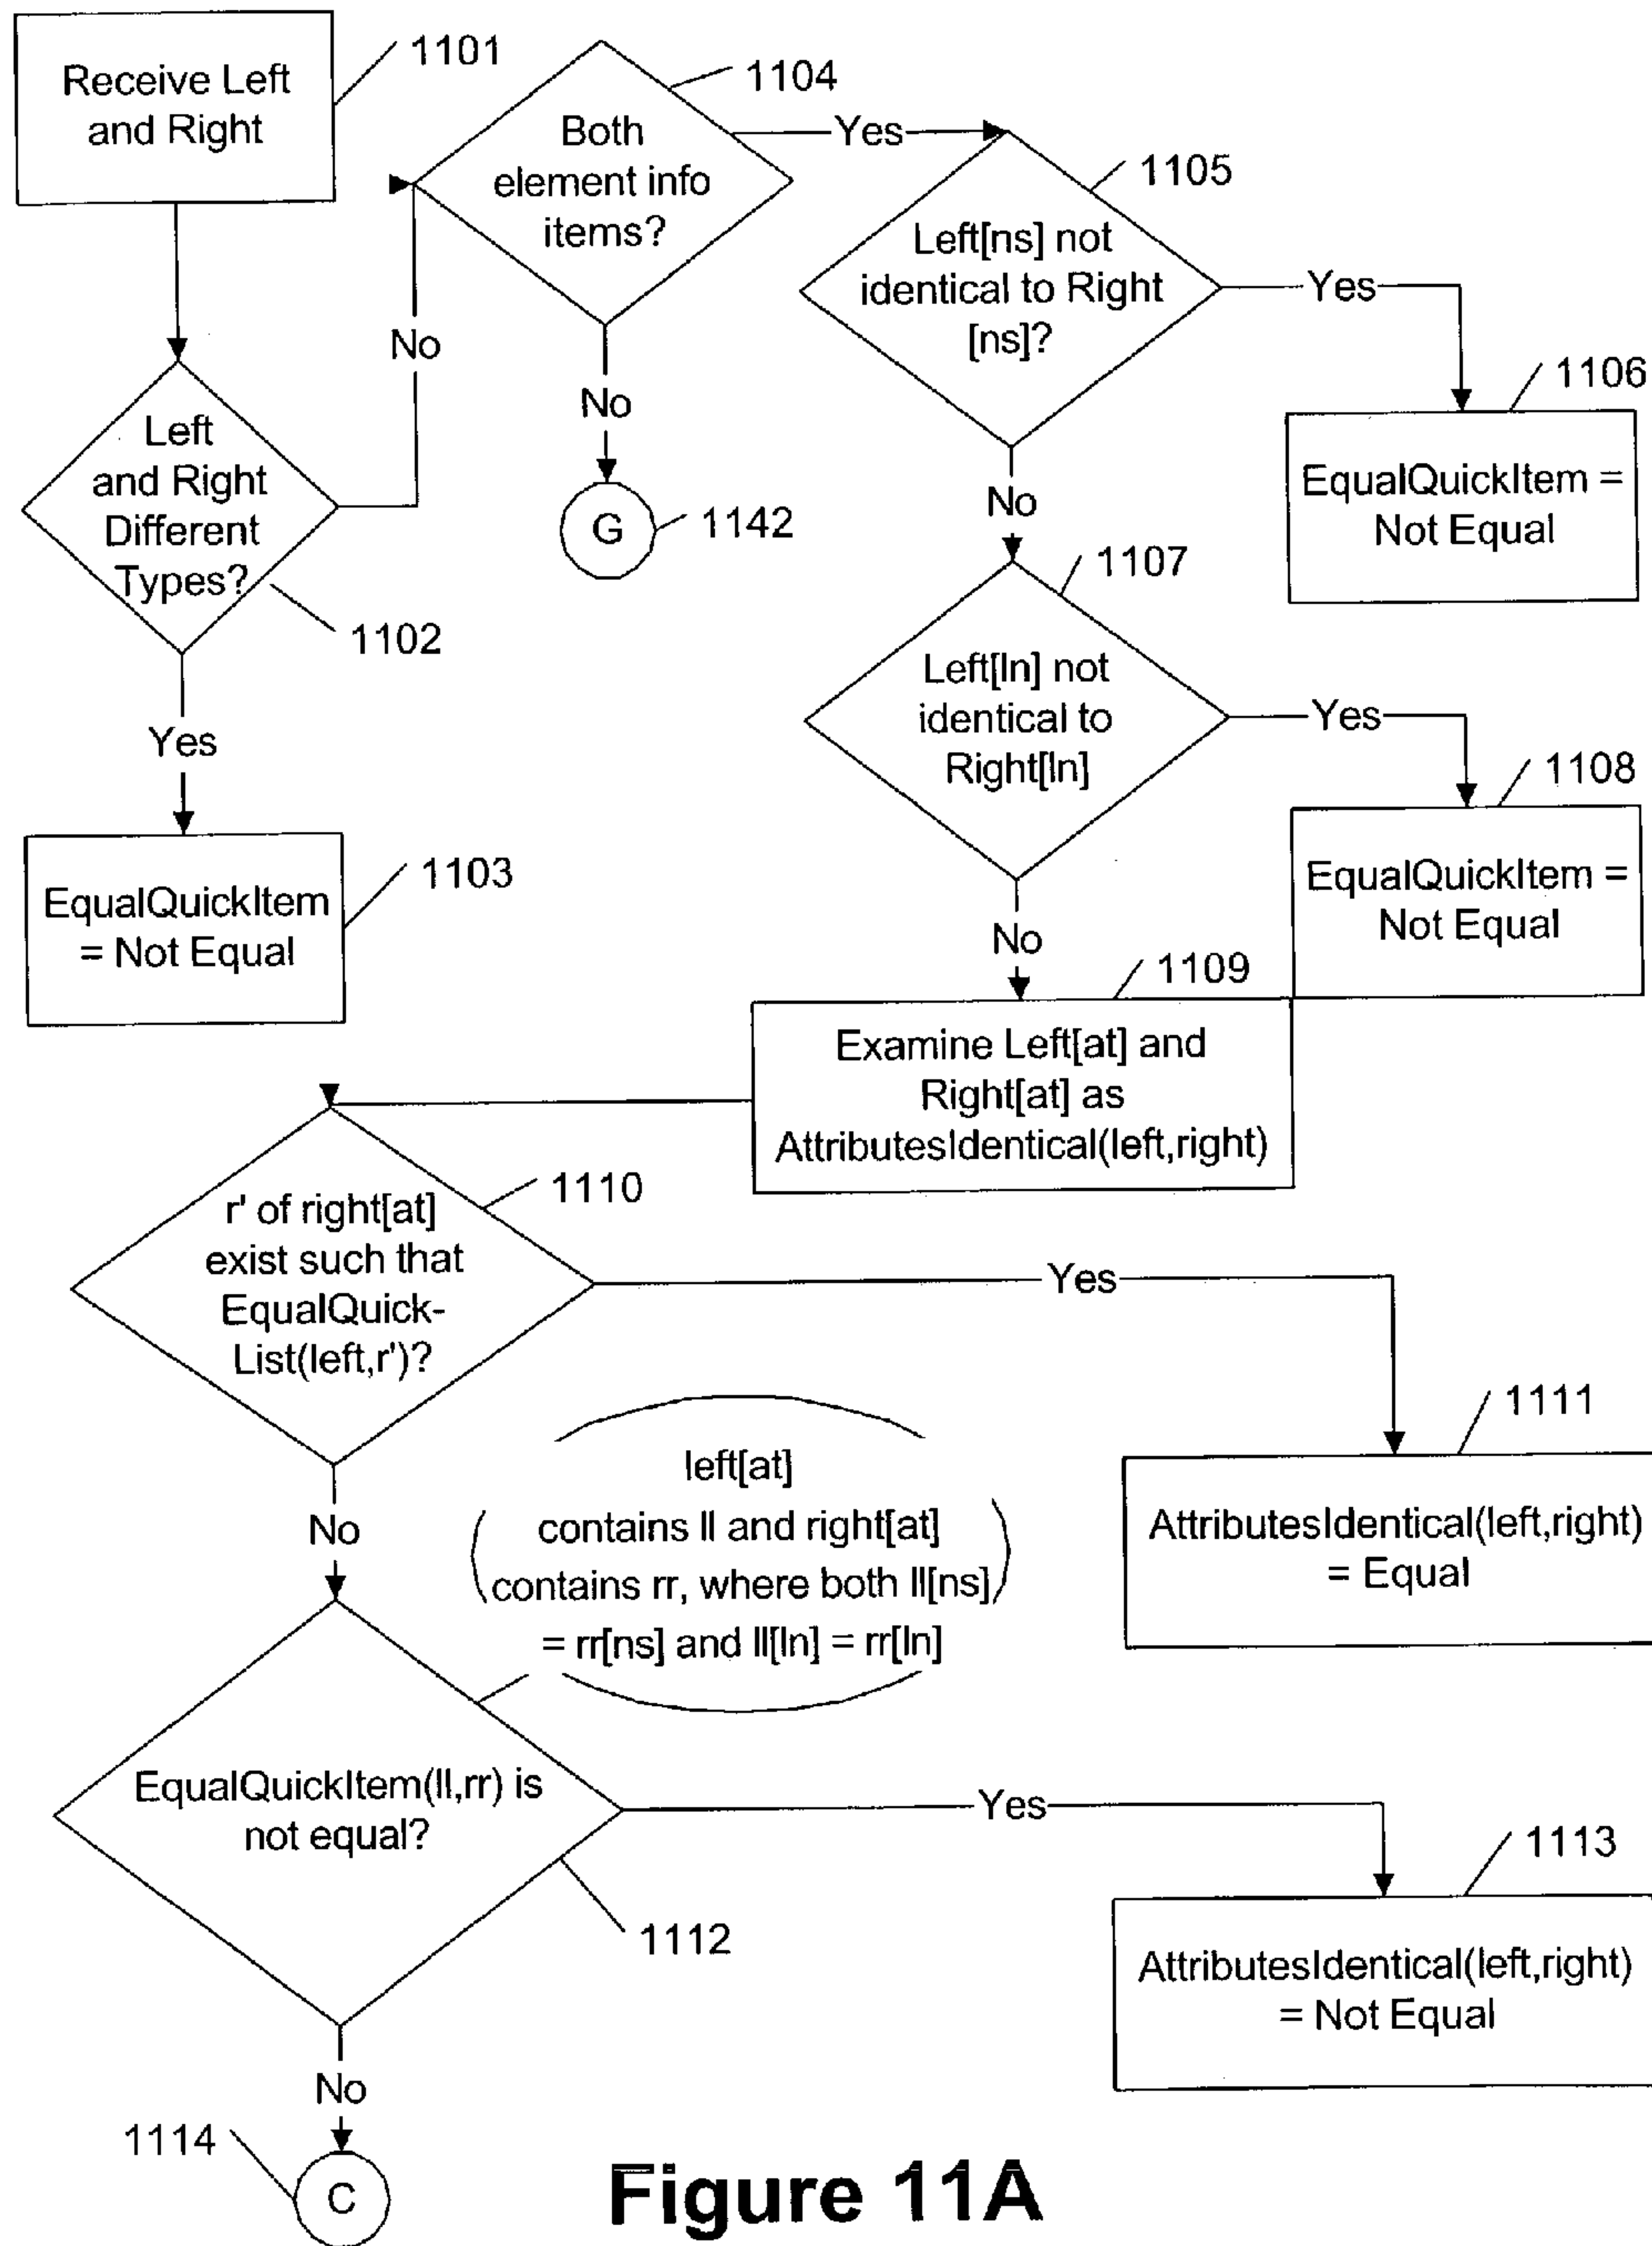 1101
Receive Left
and Right
1104
Both
element info
items?
Yes
1105
Left[ns] not
identical to Right
[ns]?
Yes
1106
EqualQuickItem =
Not Equal
No
No
G
1142
Left
and Right
Different
Types?
1102
No
1107
Left[ln] not
identical to
Right[ln]
Yes
1108
EqualQuickItem =
Not Equal
Yes
1103
EqualQuickItem
= Not Equal
No
1109
Examine Left[at] and
Right[at] as
AttributesIdentical(left,right)
1110
r' of right[at]
exist such that
EqualQuick-
List(left,r')?
Yes
1111
AttributesIdentical(left,right)
= Equal
No
left[at]
contains ll and right[at]
contains rr, where both ll[ns]
= rr[ns] and ll[ln] = rr[ln]
EqualQuickItem(ll,rr) is
not equal?
Yes
1112
1113
AttributesIdentical(left,right)
= Not Equal
No
1114
C
Figure 11A